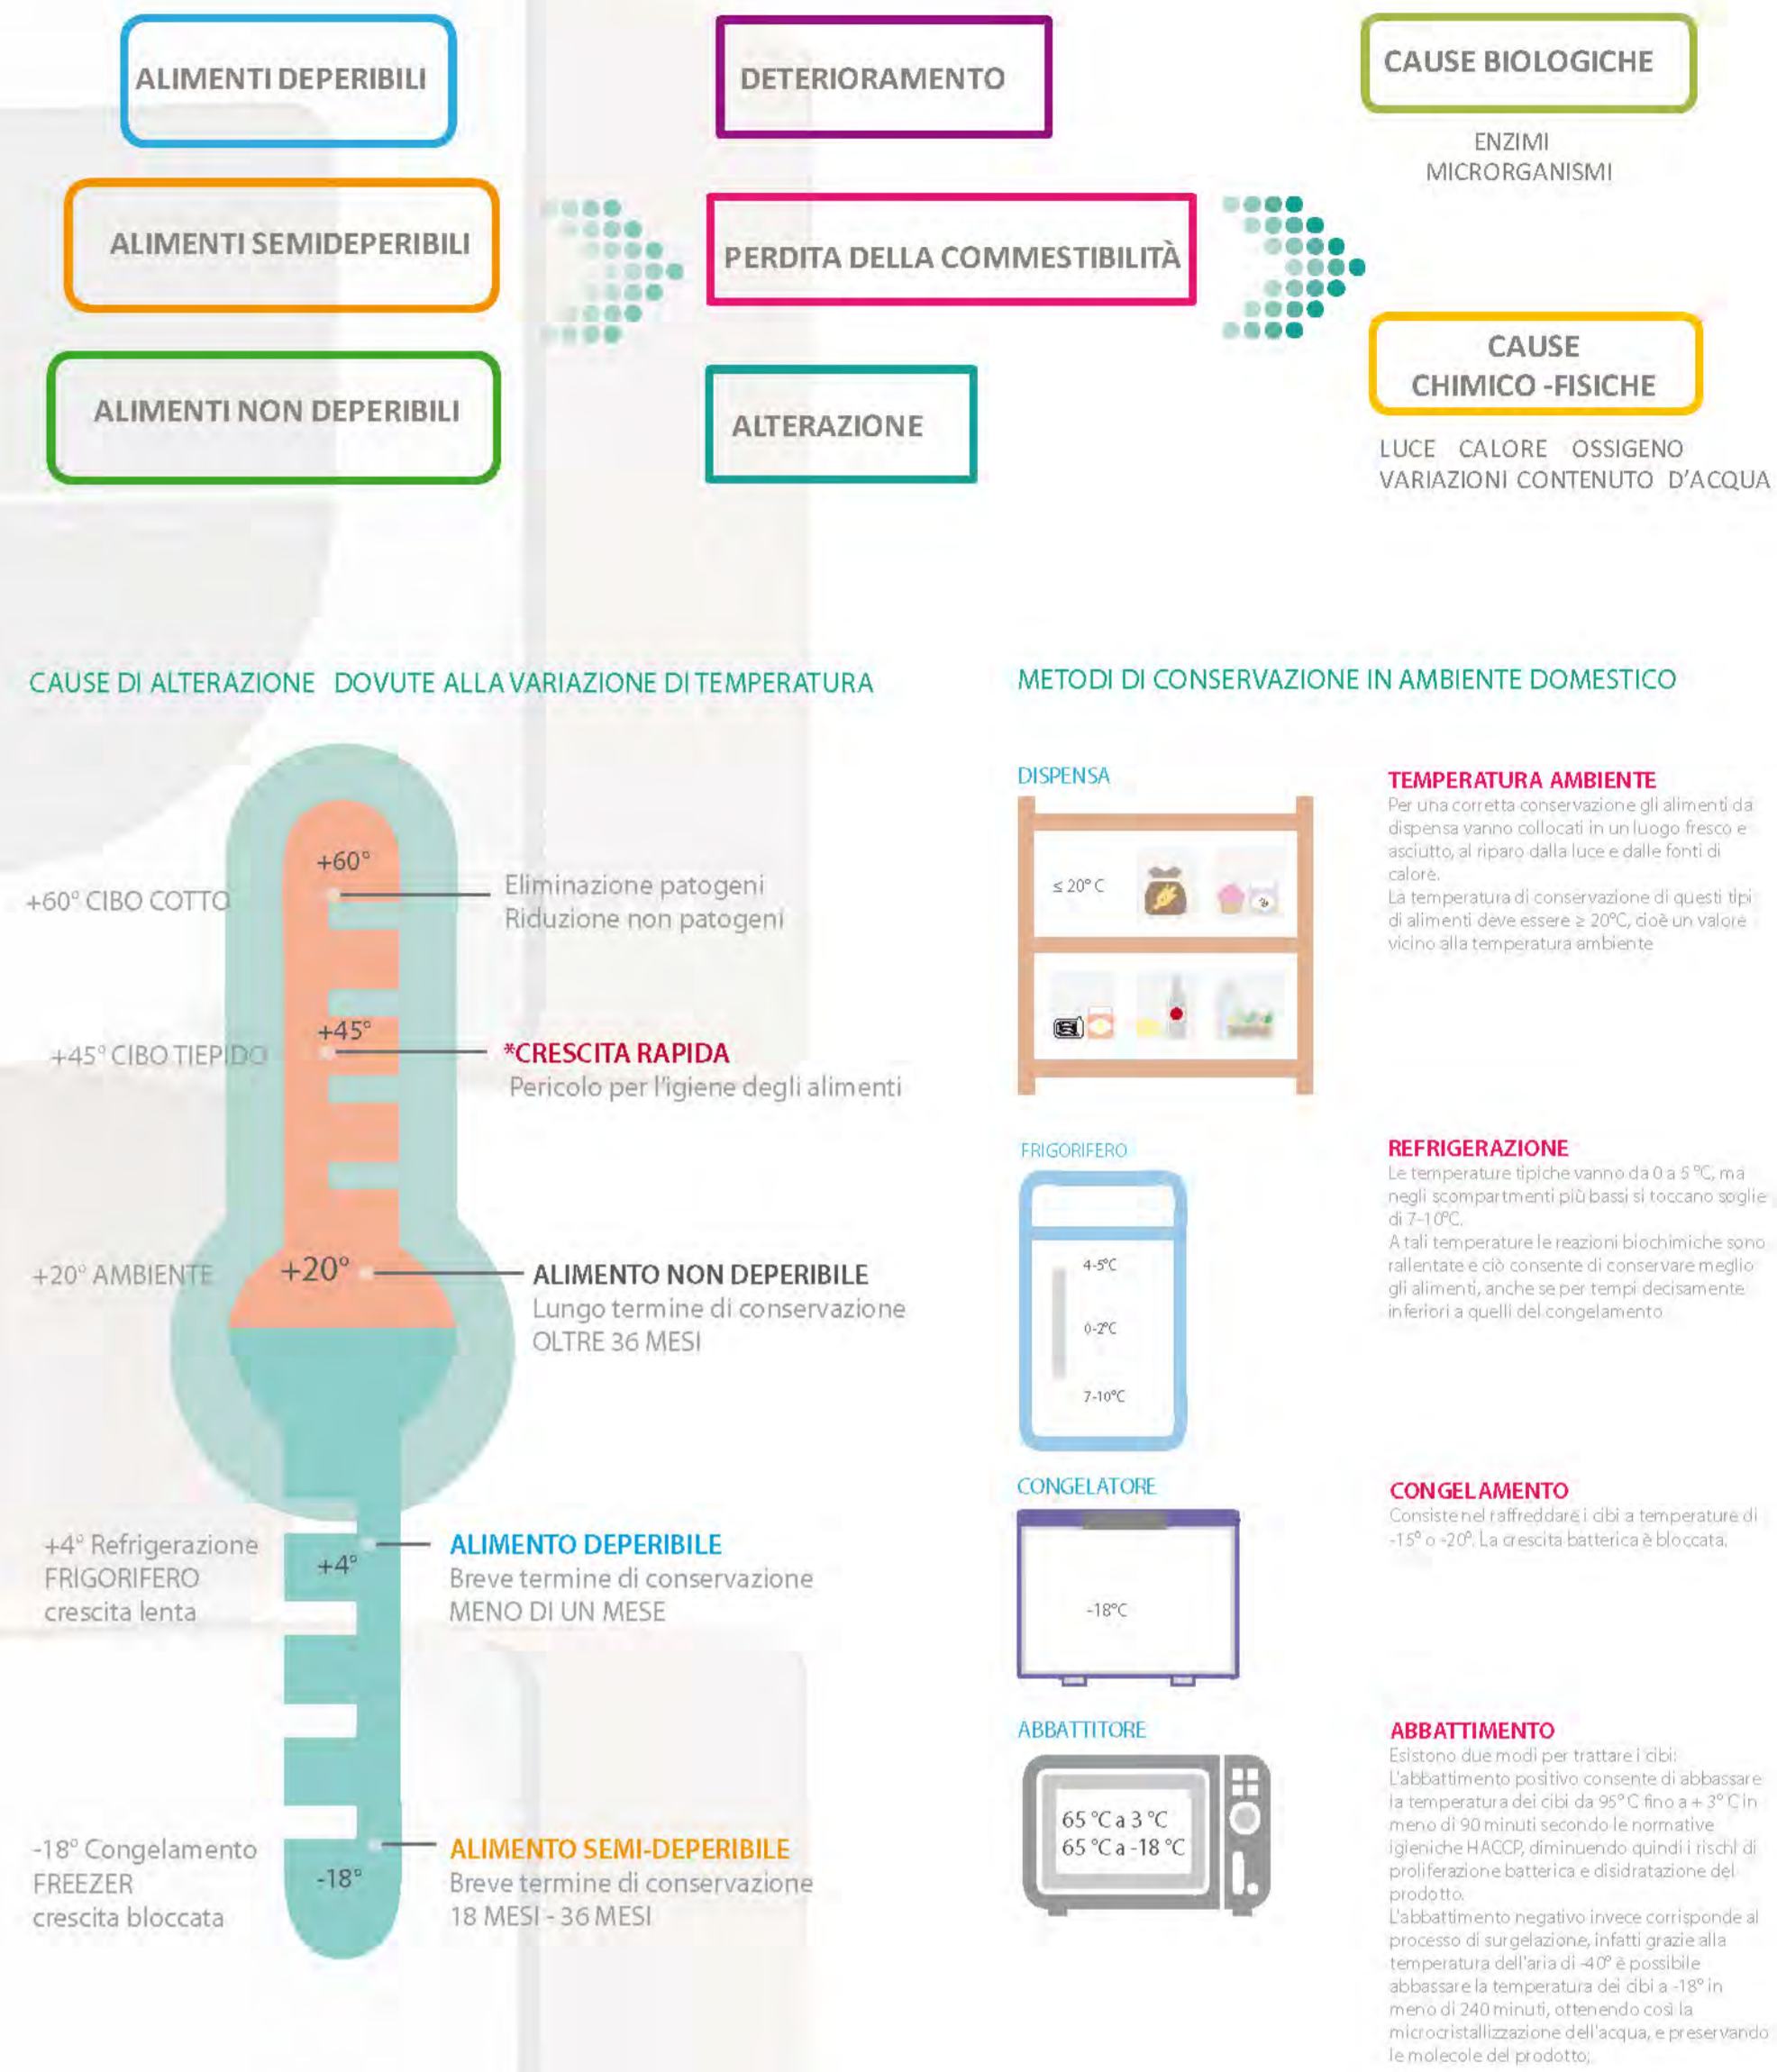 ALIMENTI DEPERIBILI
ALIMENTI SEMIDEPERIBILI
ALIMENTI NON DEPERIBILI
DETERIORAMENTO
PERDITA DELLA COMMESTIBILITÀ
ALTERAZIONE
CAUSE BIOLOGICHE
ENZIMI
MICRORGANISMI
CAUSE
CHIMICO -FISICHE
LUCE CALORE OSSIGENO
VARIAZIONI CONTENUTO D'ACQUA
CAUSE DI ALTERAZIONE DOVUTE ALLA VARIAZIONE DI TEMPERATURA
+60° CIBO COTTO
+60°
Eliminazione patogeni
Riduzione non patogeni
+45° CIBO TIEPIDO
+45°
*CRESCITA RAPIDA
Pericolo per l'igiene degli alimenti
+20° AMBIENTE
+20°
ALIMENTO NON DEPERIBILE
Lungo termine di conservazione
OLTRE 36 MESI
+4° Refrigerazione
FRIGORIFERO
crescita lenta
+4°
ALIMENTO DEPERIBILE
Breve termine di conservazione
MENO DI UN MESE
-18° Congelamento
FREEZER
crescita bloccata
-18°
ALIMENTO SEMI-DEPERIBILE
Breve termine di conservazione
18 MESI - 36 MESI
METODI DI CONSERVAZIONE IN AMBIENTE DOMESTICO
DISPENSA
≤ 20° C
TEMPERATURA AMBIENTE
Per una corretta conservazione gli alimenti da
dispensa vanno collocati in un luogo fresco e
asciutto, al riparo dalla luce e dalle fonti di
calore.
La temperatura di conservazione di questi tipi
di alimenti deve essere ≥ 20°C, cioè un valore
vicino alla temperatura ambiente
FRIGORIFERO
4-5°C
0-2°C
7-10°C
REFRIGERAZIONE
Le temperature tipiche vanno da 0 a 5 °C, ma
negli scompartmenti più bassi si toccano soglie
di 7-10°C.
A tali temperature le reazioni biochimiche sono
rallentate e ciò consente di conservare meglio
gli alimenti, anche se per tempi decisamente
inferiori a quelli del congelamento
CONGELATORE
-18°C
CONGELAMENTO
Consiste nel raffreddare i cibi a temperature di
-15° o -20°. La crescita batterica è bloccata.
ABBATTITORE
65 °C a 3 °C
65 °C a -18 °C
ABBATTIMENTO
Esistono due modi per trattare i cibi:
L'abbattimento positivo consente di abbassare
la temperatura dei cibi da 95° C fino a + 3° C in
meno di 90 minuti secondo le normative
igieniche HACCP, diminuendo quindi i rischi di
proliferazione batterica e disidratazione del
prodotto.
L'abbattimento negativo invece corrisponde al
processo di surgelazione, infatti grazie alla
temperatura dell'aria di -40° è possibile
abbassare la temperatura dei cibi a -18° in
meno di 240 minuti, ottenendo così la
microcristallizzazione dell'acqua, e preservando
le molecole del prodotto;